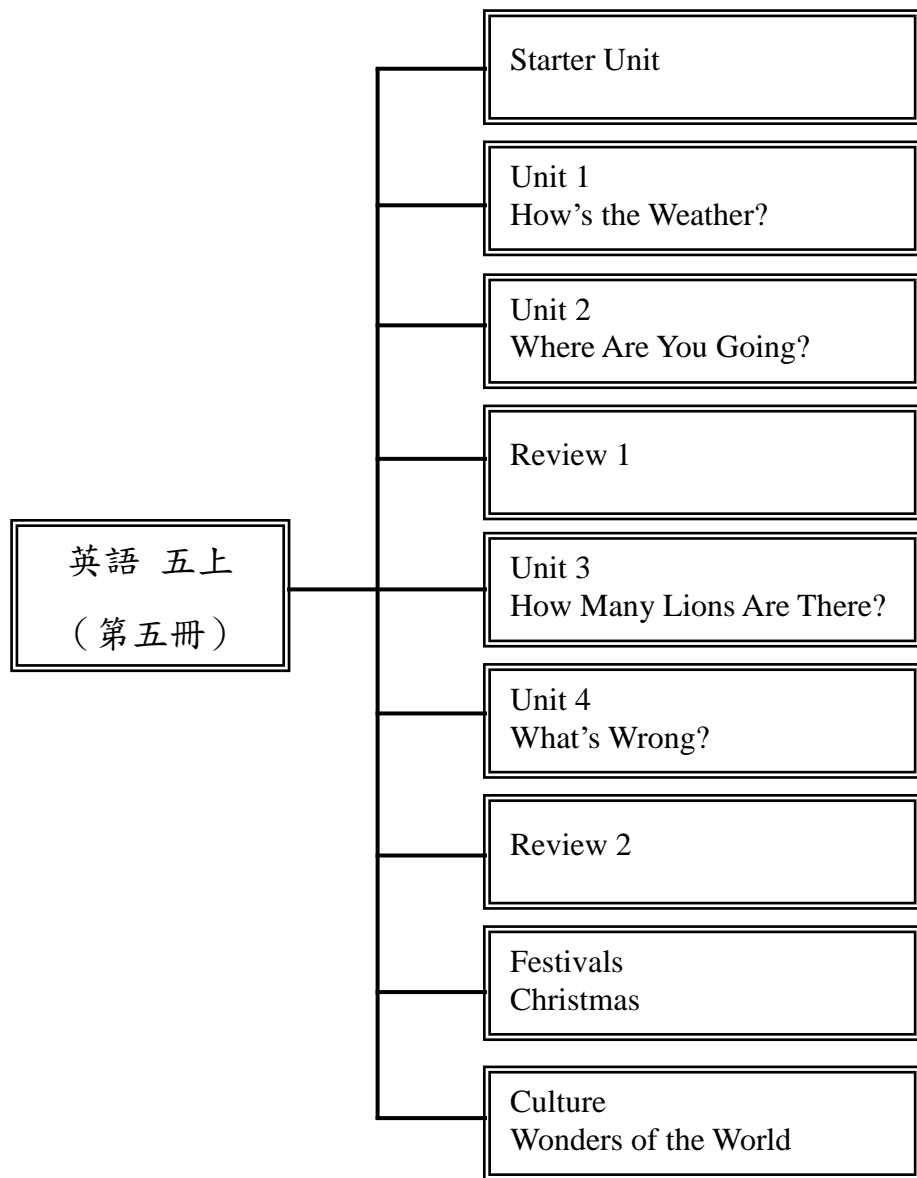 Starter Unit
Unit 1
How’s the Weather?
Unit 2
Where Are You Going?
Review 1
英語 五上
（第五冊）
Unit 3
How Many Lions Are There?
Unit 4
What’s Wrong?
Review 2
Festivals
Christmas
Culture
Wonders of the World